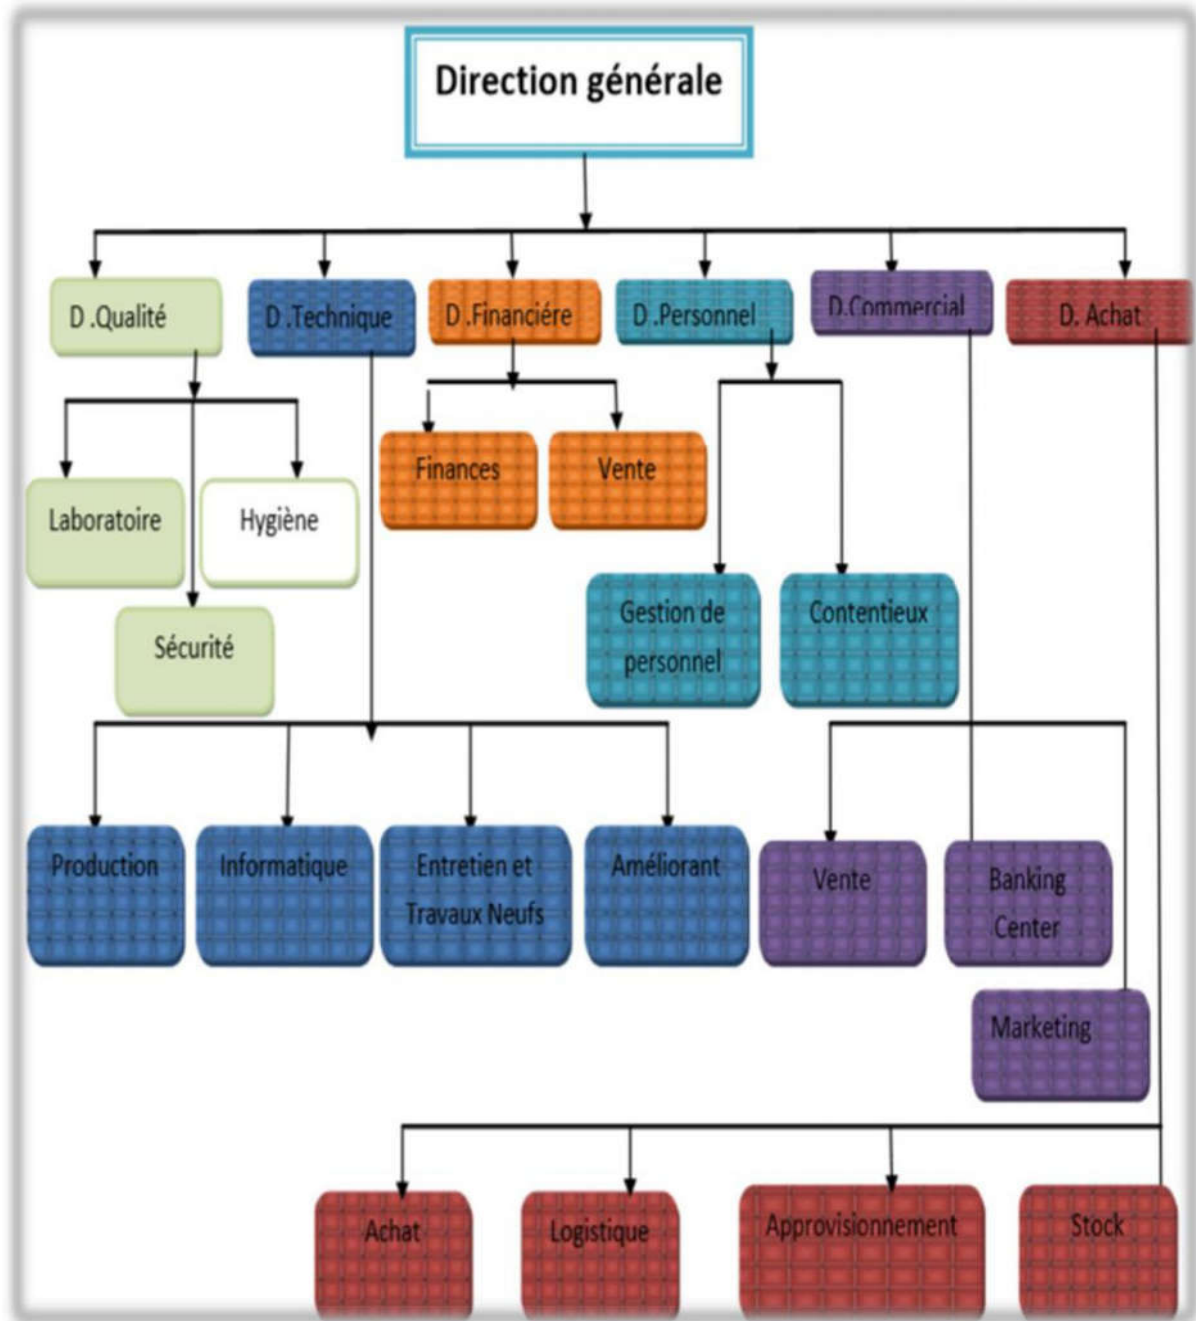 Direction générale
D .Qualité
D .Technique
D .Financiére
D .Personnel
D.Commercial
D. Achat
Finances
Vente
Laboratoire
Hygiène
Sécurité
Gestion de
personnel
Contentieux
Production
Informatique
Entretien et
Travaux Neufs
Améliorant
Vente
Banking
Center
Marketing
Achat
Logistique
Approvisionnement
Stock